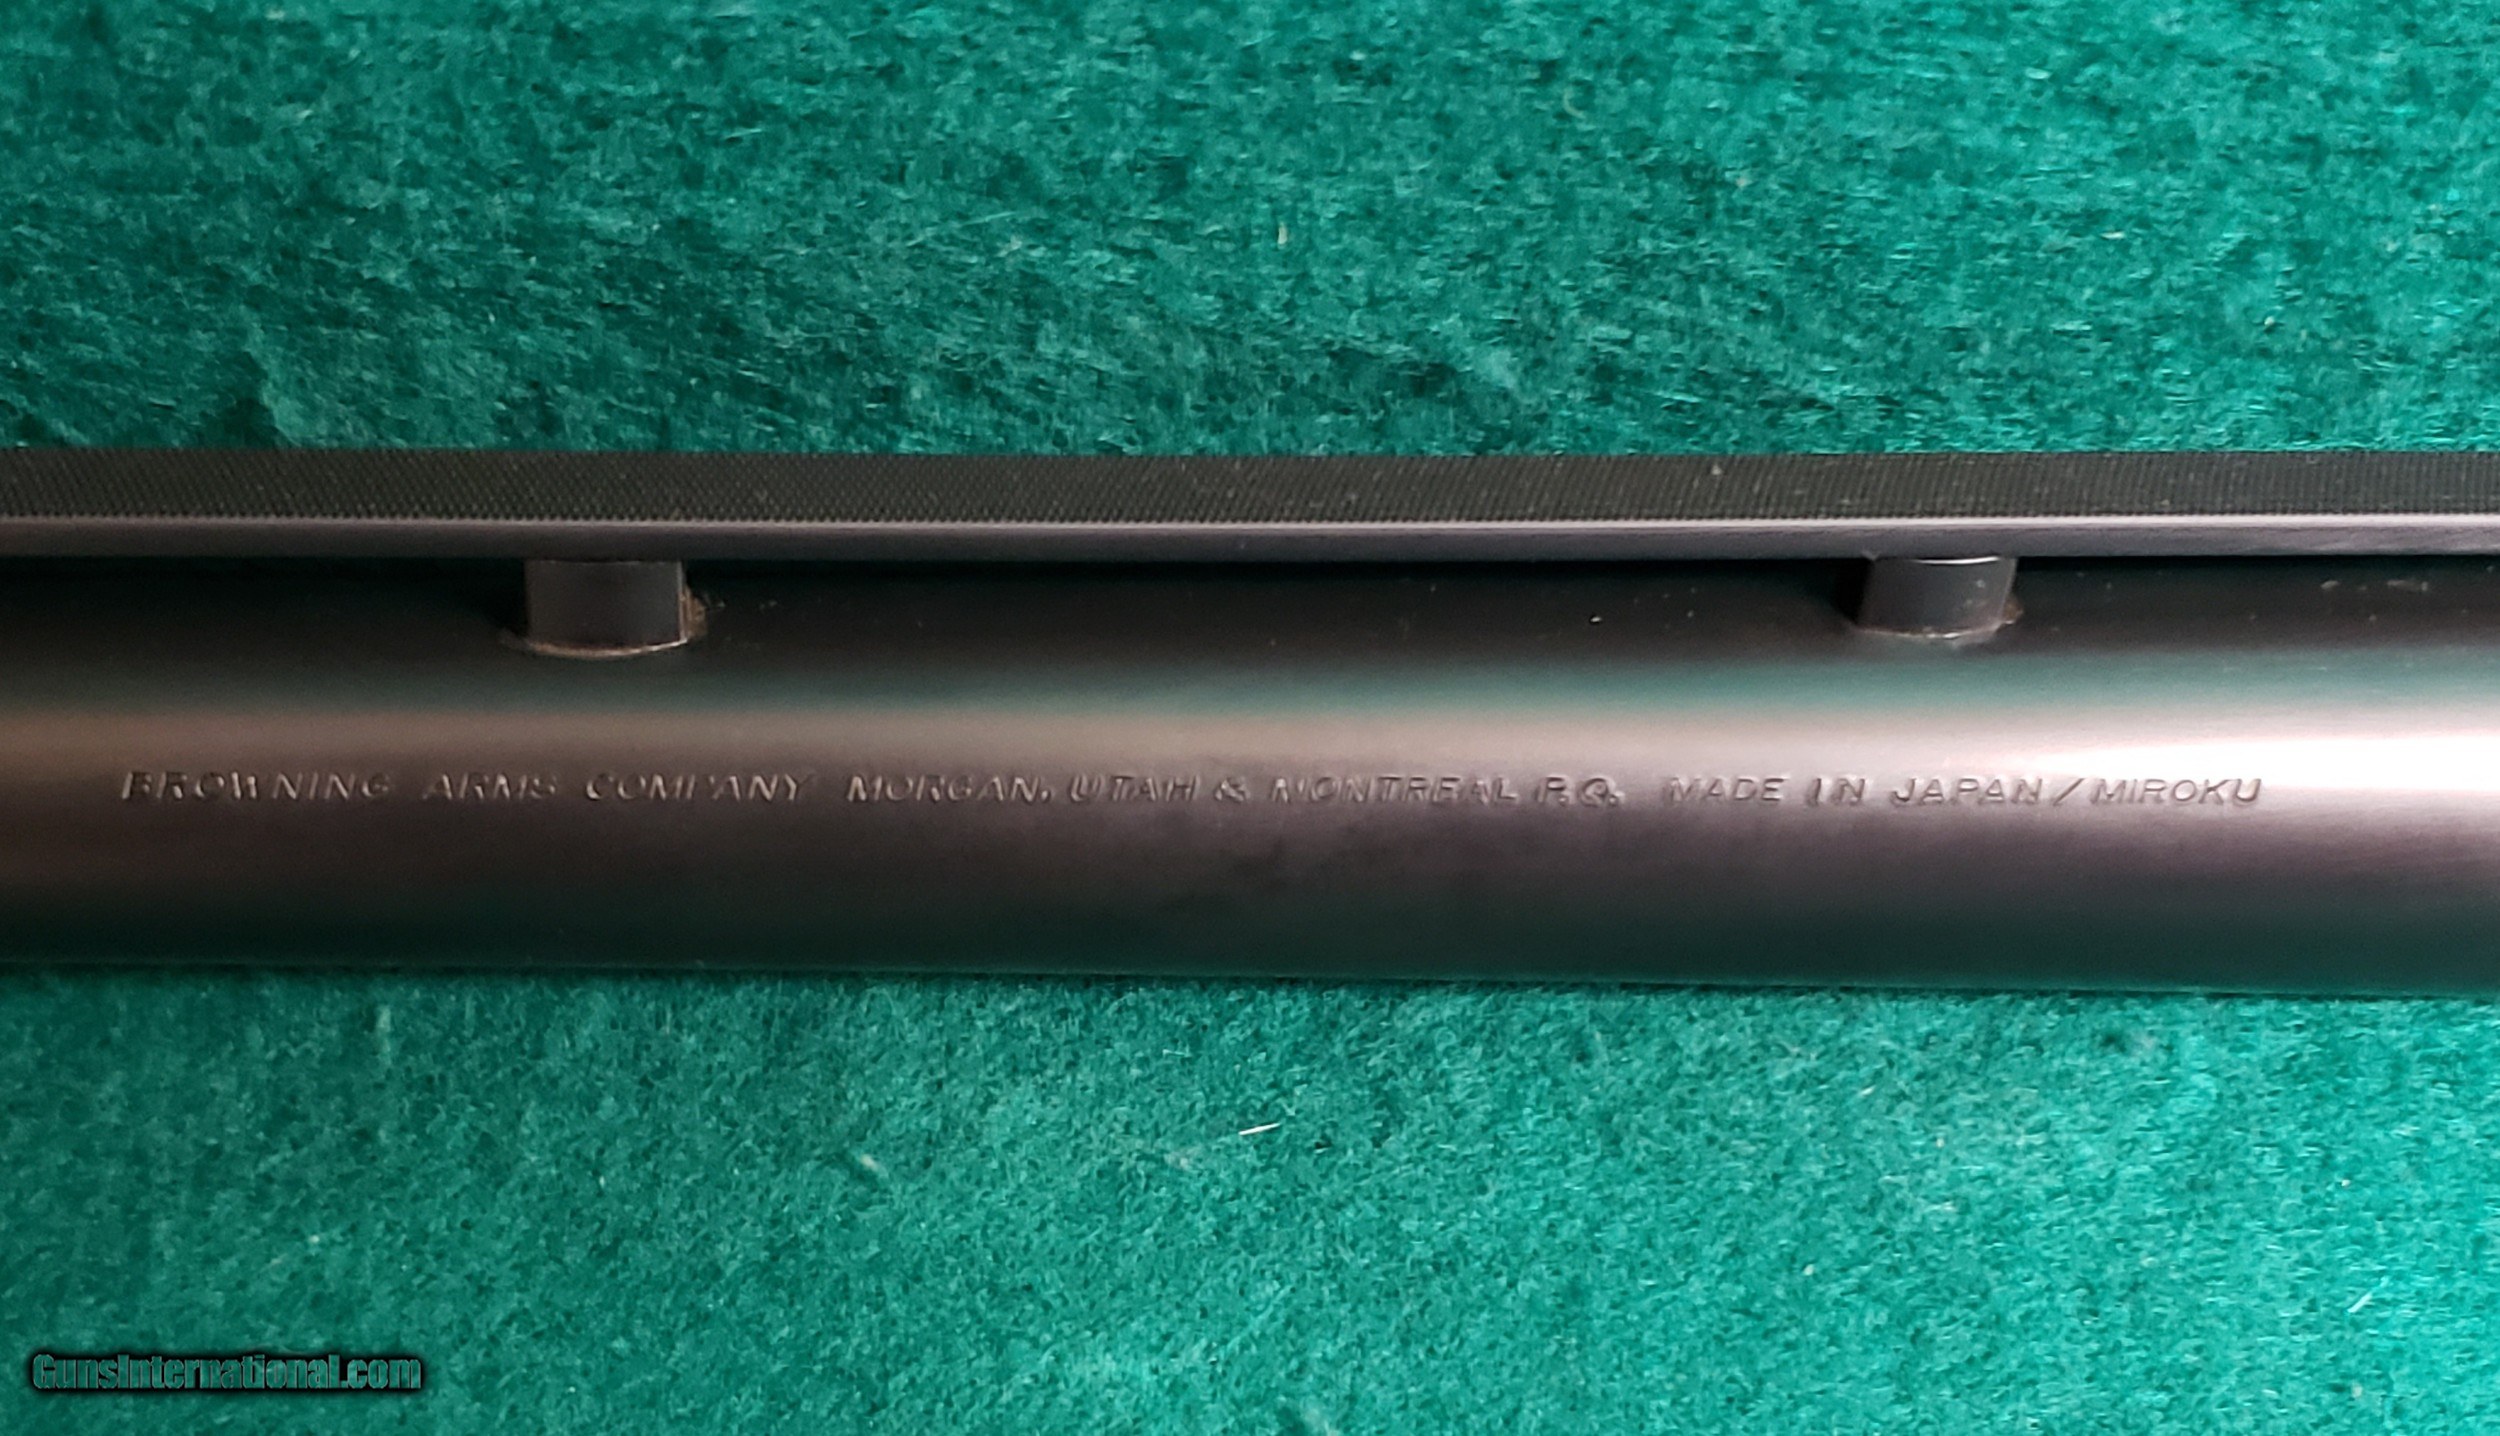 BROWNING ARMS COMPANY MORGAN, UTAH & MONTREAL P.Q. MADE IN JAPAN/MIROKU
GunsInternational.com